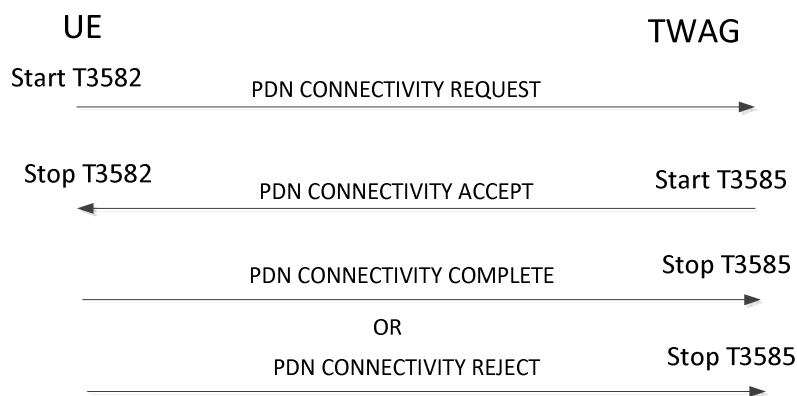 UE
TWAG
Start T3582
PDN CONNECTIVITY REQUEST
Stop T3582
PDN CONNECTIVITY ACCEPT
Start T3585
PDN CONNECTIVITY COMPLETE
Stop T3585
OR
PDN CONNECTIVITY REJECT
Stop T3585